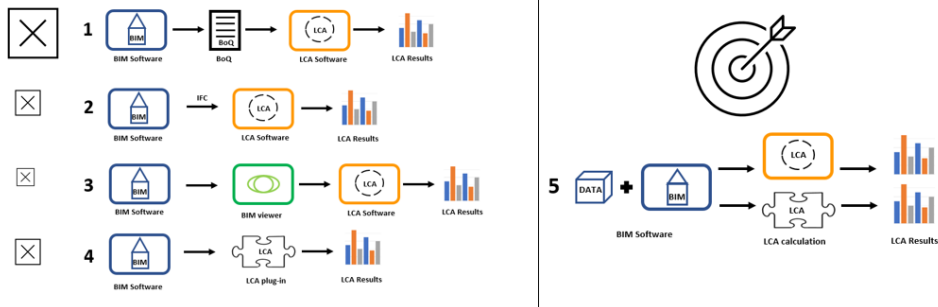 1
BIM
BoQ
LCA
BIM Software
BoQ
LCA Software
LCA Results
2
BIM
IFC
LCA
BIM Software
LCA Software
LCA Results
3
BIM
LCA
BIM Software
BIM viewer
LCA Software
LCA Results
4
BIM
LCA
BIM Software
LCA plug-in
LCA Results
5
DATA
BIM
LCA
LCA
BIM Software
LCA calculation
LCA Results